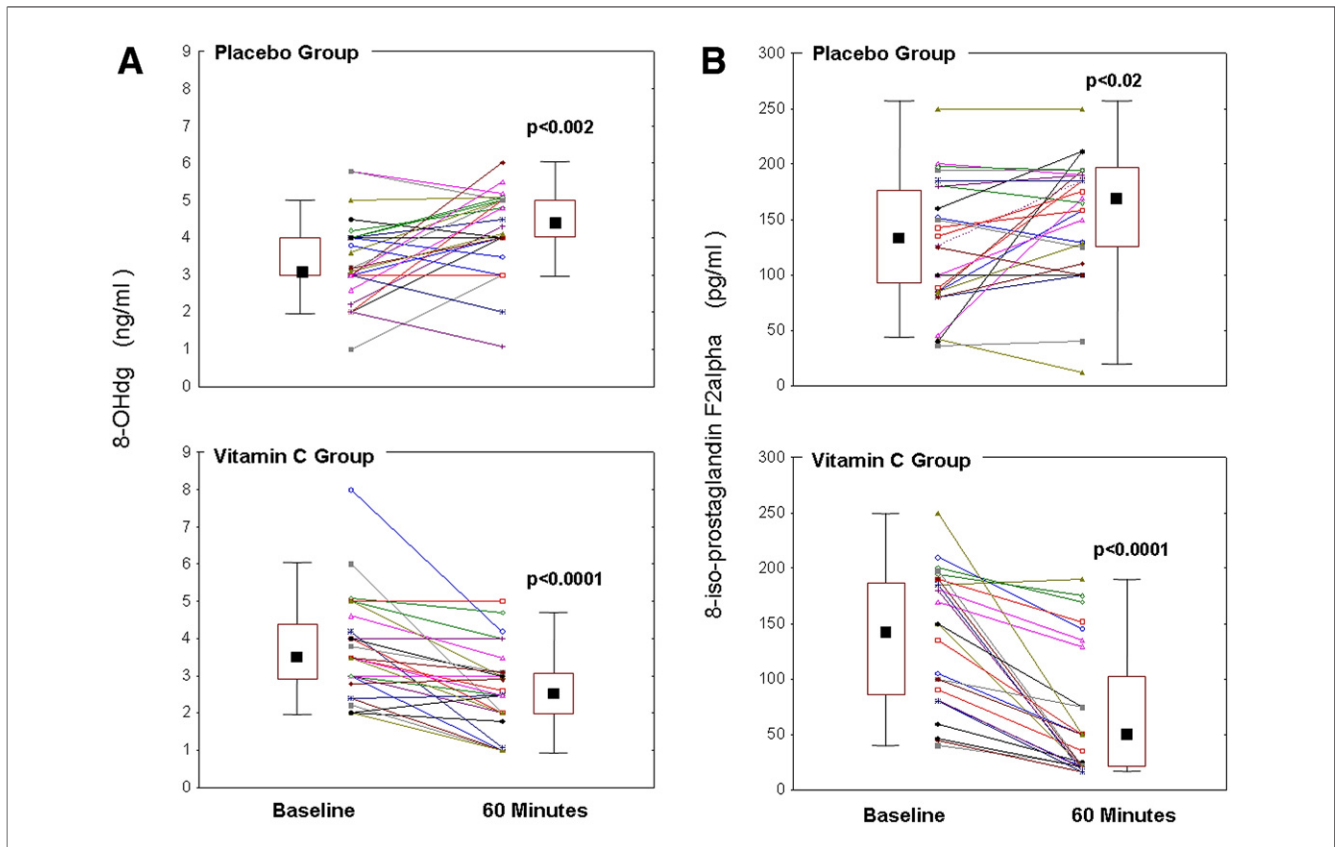 A
8-OHdg (ng/ml)
Placebo Group
9
8
7
6
5
4
3
2
1
0
p<0.002
Vitamin C Group
9
8
7
6
5
4
3
2
1
0
p<0.0001
Baseline
60 Minutes
B
8-iso-prostaglandin F2alpha (pg/ml)
Placebo Group
300
250
200
150
100
50
0
p<0.02
Vitamin C Group
300
250
200
150
100
50
0
p<0.0001
Baseline
60 Minutes